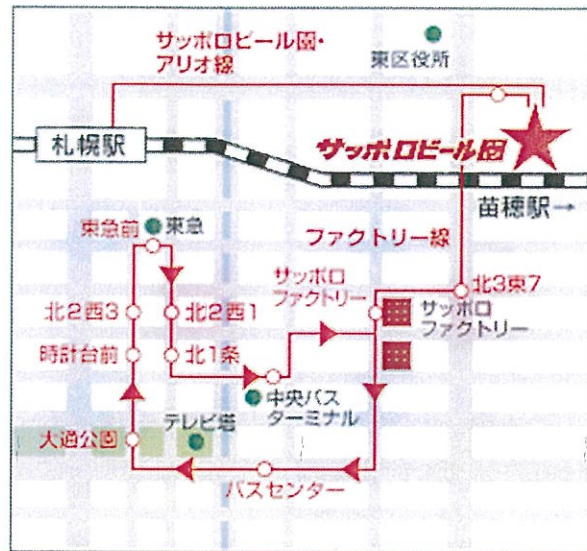 サッポロビール園・
アリオ線
東区役所
札幌駅
サッポロビール園
苗穂駅→
東急前
東急
ファクトリー線
サッポロ
ファクトリー
北3東7
北2西3
北2西1
サッポロ
ファクトリー
時計台前
北1条
中央バス
ターミナル
大通公園
テレビ塔
バスセンター